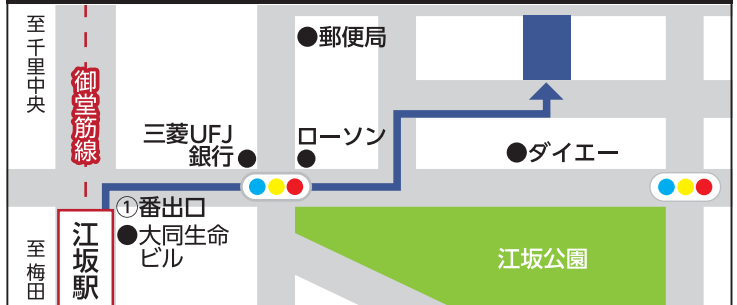 至千里中央
御堂筋線
●郵便局
三菱UFJ
銀行●
ローソン
●
●ダイエー
①番出口
●大同生命
ビル
江坂駅
至梅田
江坂公園